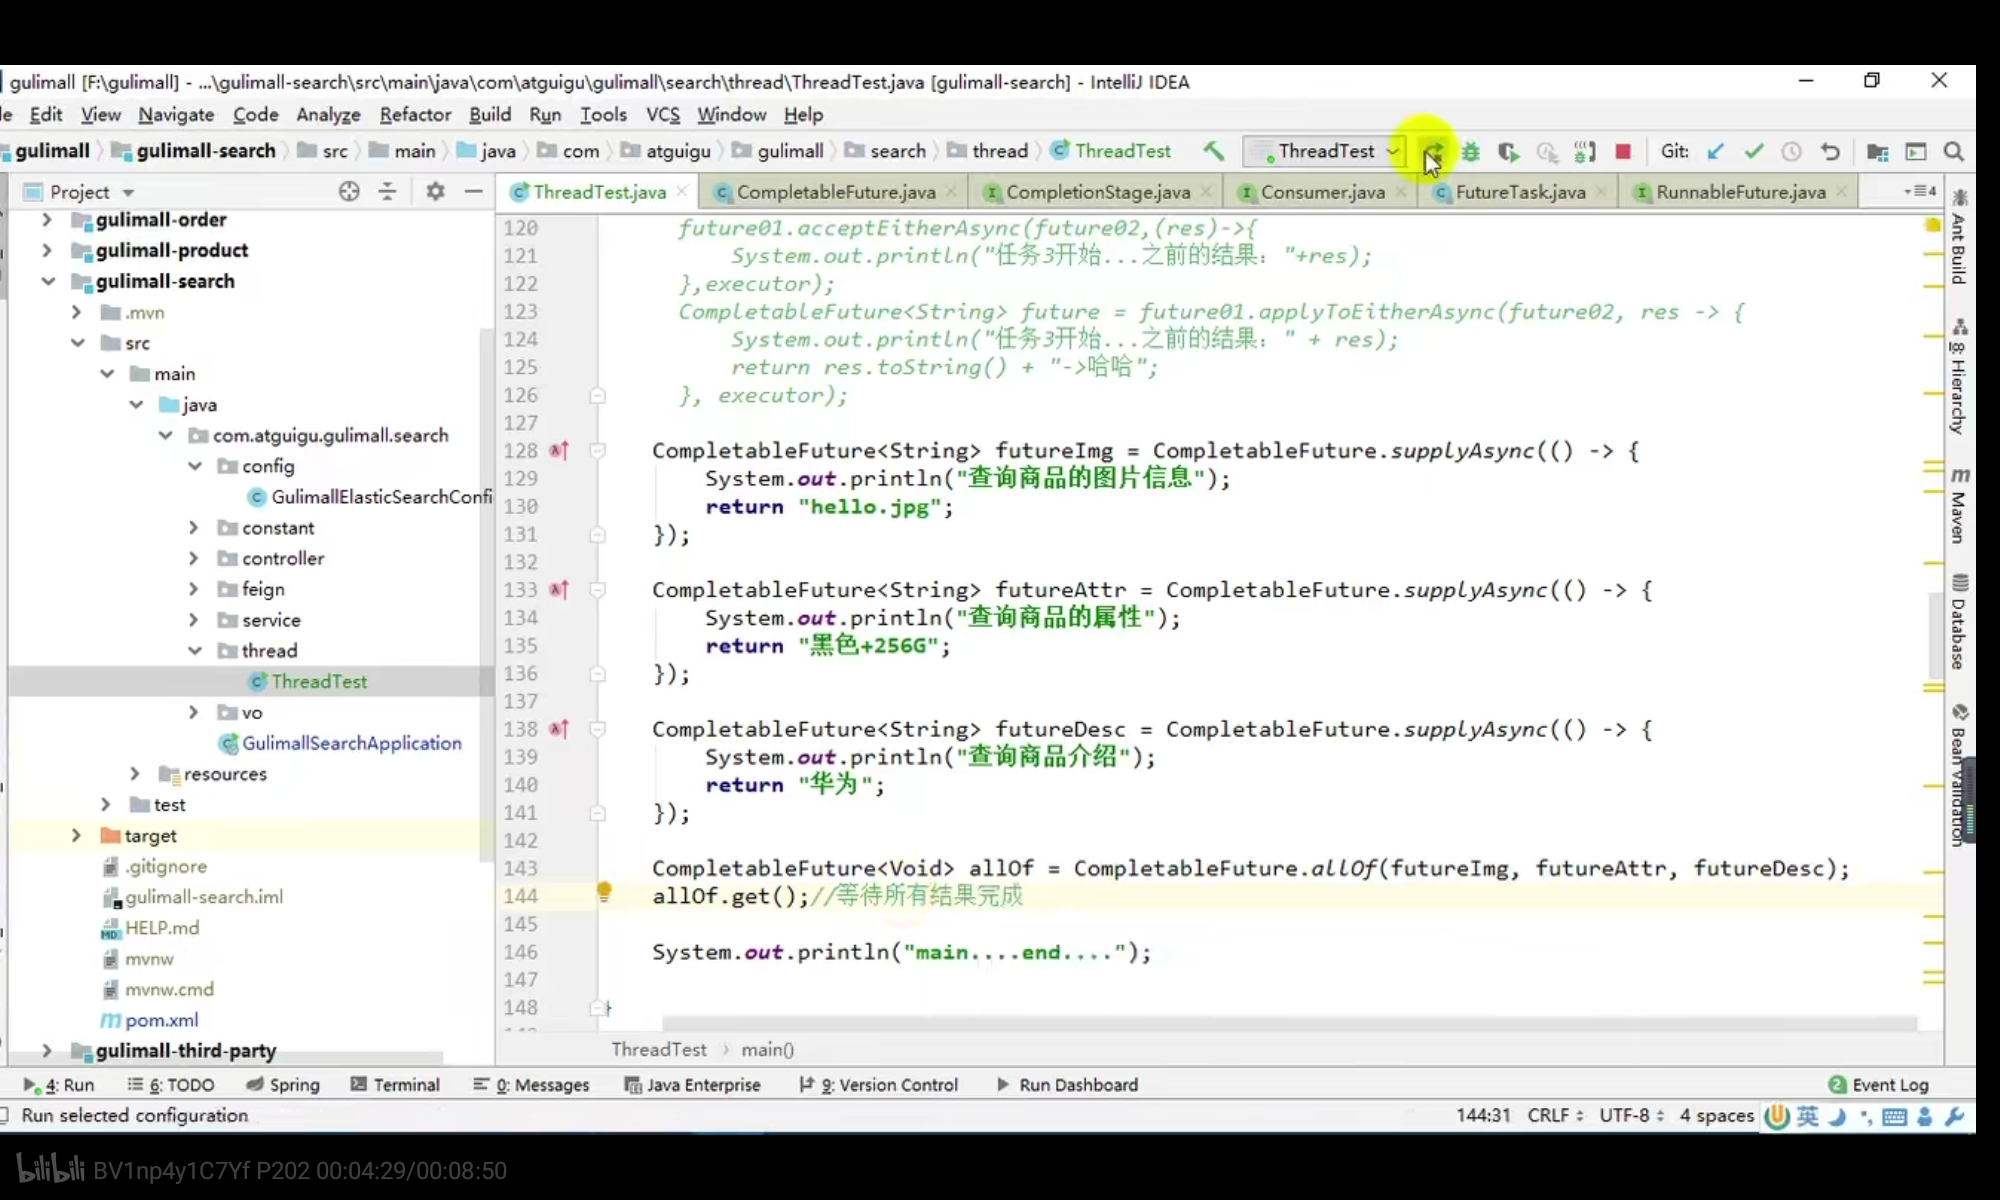 gulimall [F:\gulimall] - ...\gulimall-search\src\main\java\com\atguigu\gulimall\search\thread\ThreadTest.java [gulimall-search] - IntelliJ IDEA
Edit View Navigate Code Analyze Refactor Build Run Tools VCS Window Help
gulimall gulimall-search src main java com atguigu gulimall search thread ThreadTest ThreadTest Git:
Project ThreadTest.java CompletableFuture.java CompletionStage.java Consumer.java FutureTask.java RunnableFuture.java 4
gulimall-order
gulimall-product
gulimall-search
.mvn
src
main
java
com.atguigu.gulimall.search
config
GulimallElasticSearchConfi
constant
controller
feign
service
thread
ThreadTest
vo
GulimallSearchApplication
resources
test
target
.gitignore
gulimall-search.iml
HELP.md
mvnw
mvnw.cmd
pom.xml
gulimall-third-party
120 future01.acceptEitherAsync(future02,(res)->{
121 System.out.println("任务3开始...之前的结果："+res);
122 },executor);
123 CompletableFuture<String> future = future01.applyToEitherAsync(future02, res -> {
124 System.out.println("任务3开始...之前的结果：" + res);
125 return res.toString() + "->哈哈";
126 }, executor);
127
128 CompletableFuture<String> futureImg = CompletableFuture.supplyAsync(() -> {
129 System.out.println("查询商品的图片信息");
130 return "hello.jpg";
131 });
132
133 CompletableFuture<String> futureAttr = CompletableFuture.supplyAsync(() -> {
134 System.out.println("查询商品的属性");
135 return "黑色+256G";
136 });
137
138 CompletableFuture<String> futureDesc = CompletableFuture.supplyAsync(() -> {
139 System.out.println("查询商品介绍");
140 return "华为";
141 });
142
143 CompletableFuture<Void> allOf = CompletableFuture.allOf(futureImg, futureAttr, futureDesc);
144 allOf.get();//等待所有结果完成
145
146 System.out.println("main....end....");
147
148 }
ThreadTest main()
Ant Build
8: Hierarchy
Maven
Database
Bean Validation
4: Run 6: TODO Spring Terminal 0: Messages Java Enterprise 9: Version Control Run Dashboard 2 Event Log
Run selected configuration 144:31 CRLF UTF-8 4 spaces 英
bilibili BV1np4y1C7Yf P202 00:04:29/00:08:50